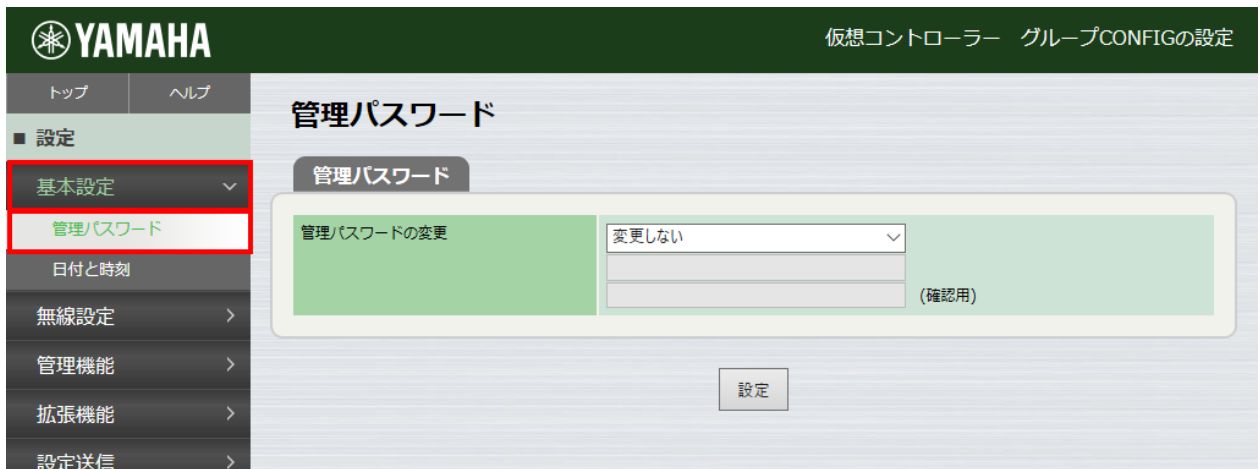 YAMAHA
仮想コントローラー グループCONFIGの設定
トップ ヘルプ
■ 設定
基本設定
管理パスワード
日付と時刻
無線設定
管理機能
拡張機能
設定送信
管理パスワード
管理パスワード
管理パスワードの変更
変更しない
(確認用)
設定